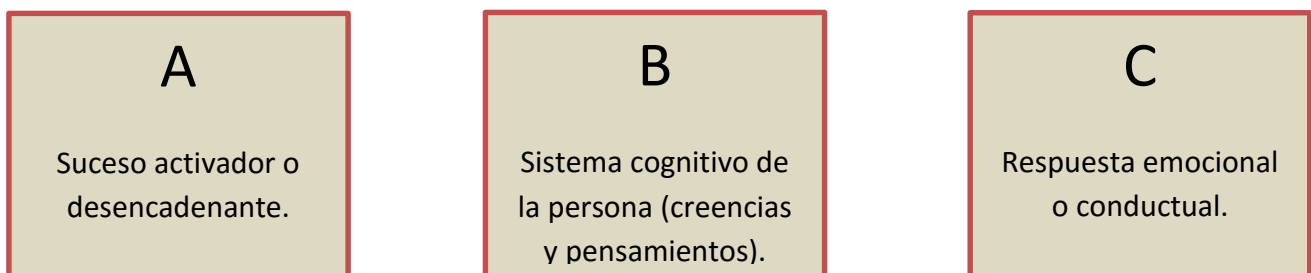 A
Suceso activador o
desencadenante.
B
Sistema cognitivo de
la persona (creencias
y pensamientos).
C
Respuesta emocional
o conductual.